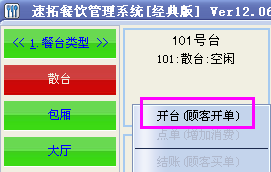 速拓餐饮管理系统[经典版] Ver12.06
<< 1.餐台类型 >>
散台
包厢
大厅
101号台
101:散台:空闲
开台(顾客开单)
点单(增加消费)
结账(顾客买单)